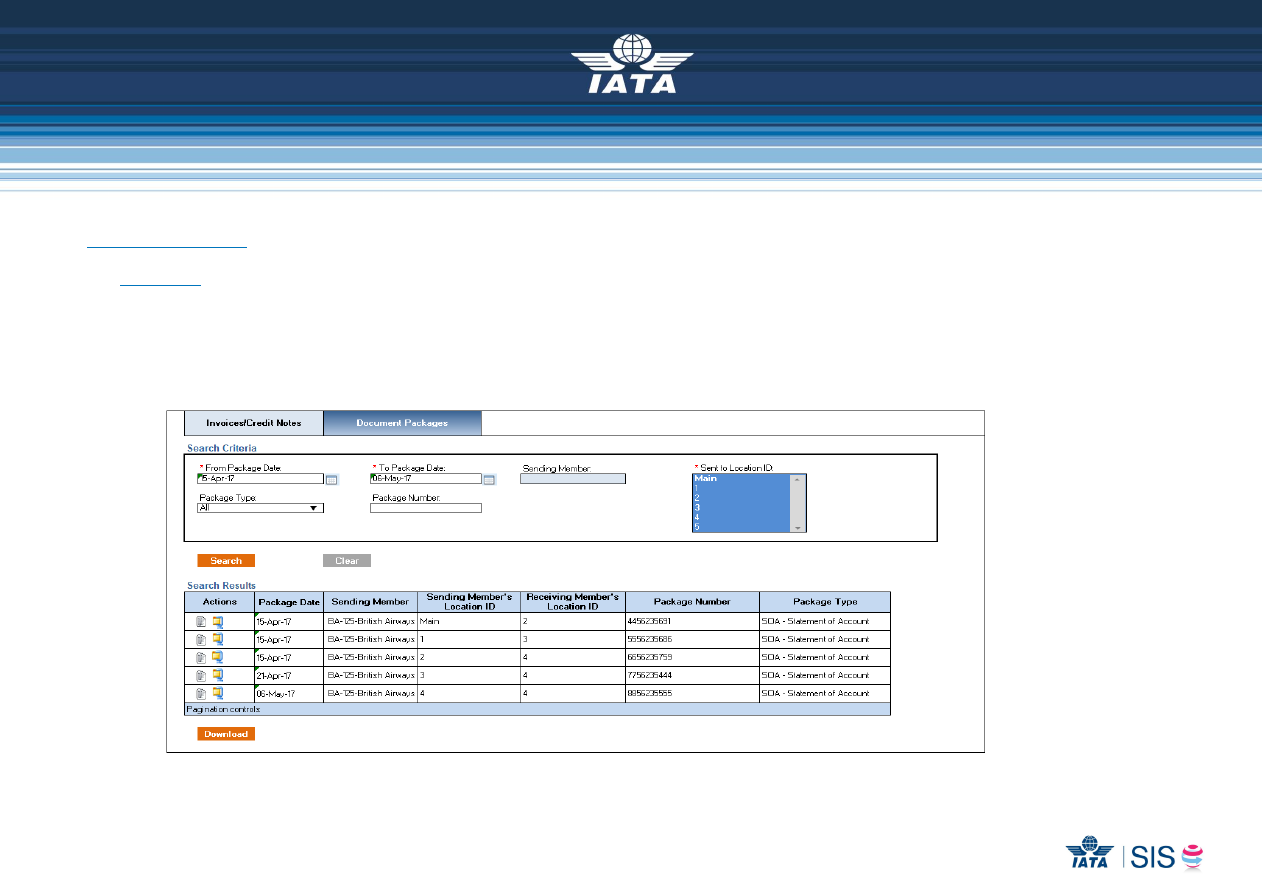 IATA
Invoices/Credit Notes Document Packages
Search Criteria
* From Package Date: * To Package Date: Sending Member: * Sent to Location ID:
15-Apr-17 06-May-17 Main
1
Package Type: Package Number: 2
All 3
4
5
Search Clear
Search Results
Actions Package Date Sending Member Sending Member's Location ID Receiving Member's Location ID Package Number Package Type
15-Apr-17 BA-125-British Airways Main 2 4456235691 SOA - Statement of Account
15-Apr-17 BA-125-British Airways 1 3 5556235686 SOA - Statement of Account
15-Apr-17 BA-125-British Airways 2 4 6656235759 SOA - Statement of Account
21-Apr-17 BA-125-British Airways 3 4 7756235444 SOA - Statement of Account
06-May-17 BA-125-British Airways 4 4 8856235555 SOA - Statement of Account
Pagination controls
Download
IATA SIS